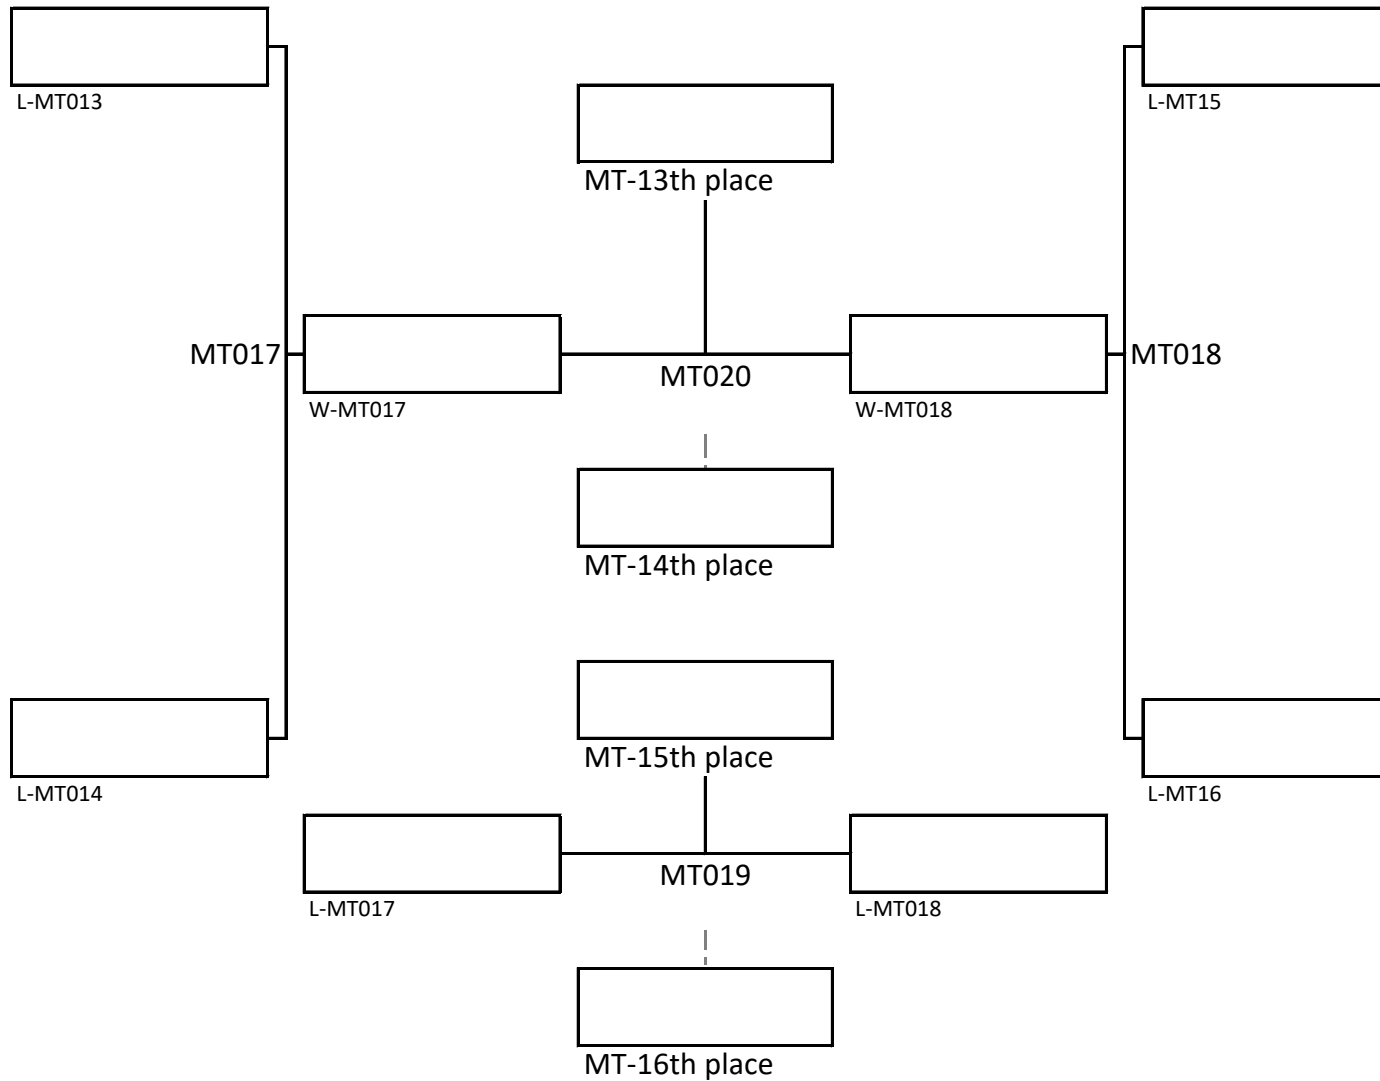 L-MT013
L-MT15
MT-13th place
MT017
MT020
MT018
W-MT017
W-MT018
MT-14th place
MT-15th place
L-MT014
L-MT16
MT019
L-MT017
L-MT018
MT-16th place